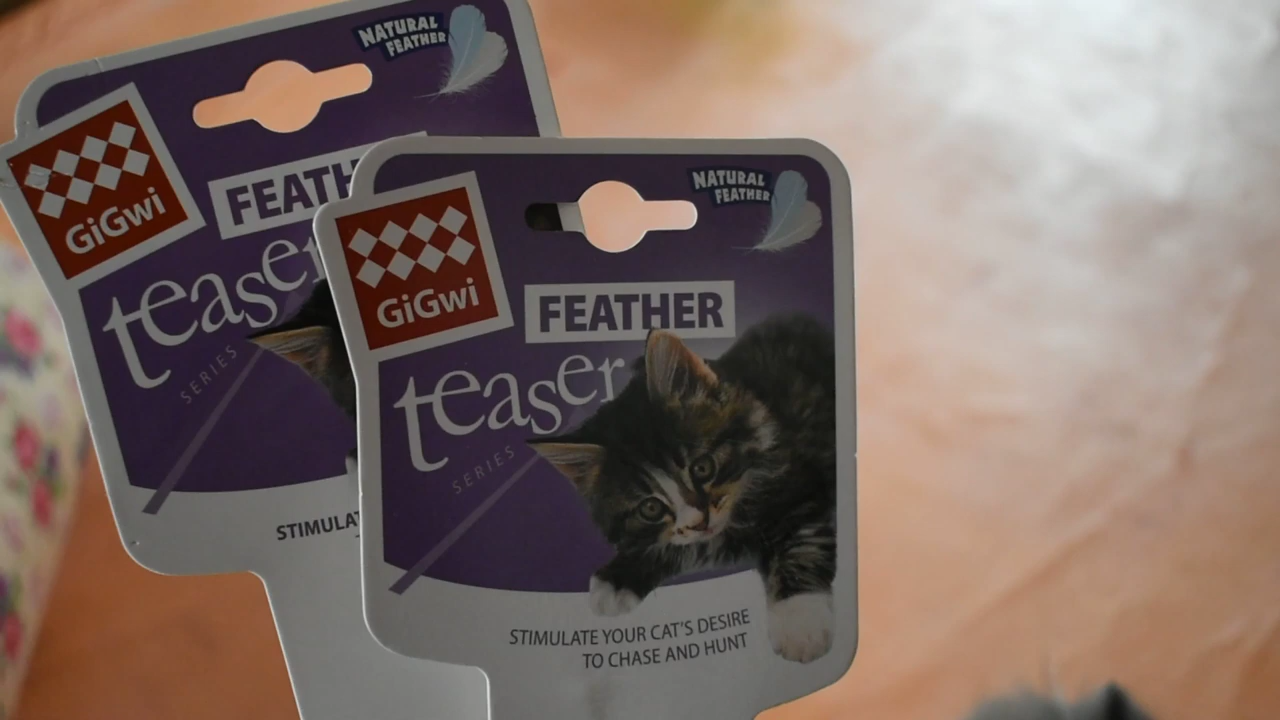 NATURAL
FEATHER
GiGwi
FEATH
teaser
SERIES
STIMULAT
NATURAL
FEATHER
GiGwi
FEATHER
teaser
SERIES
STIMULATE YOUR CAT'S DESIRE
TO CHASE AND HUNT